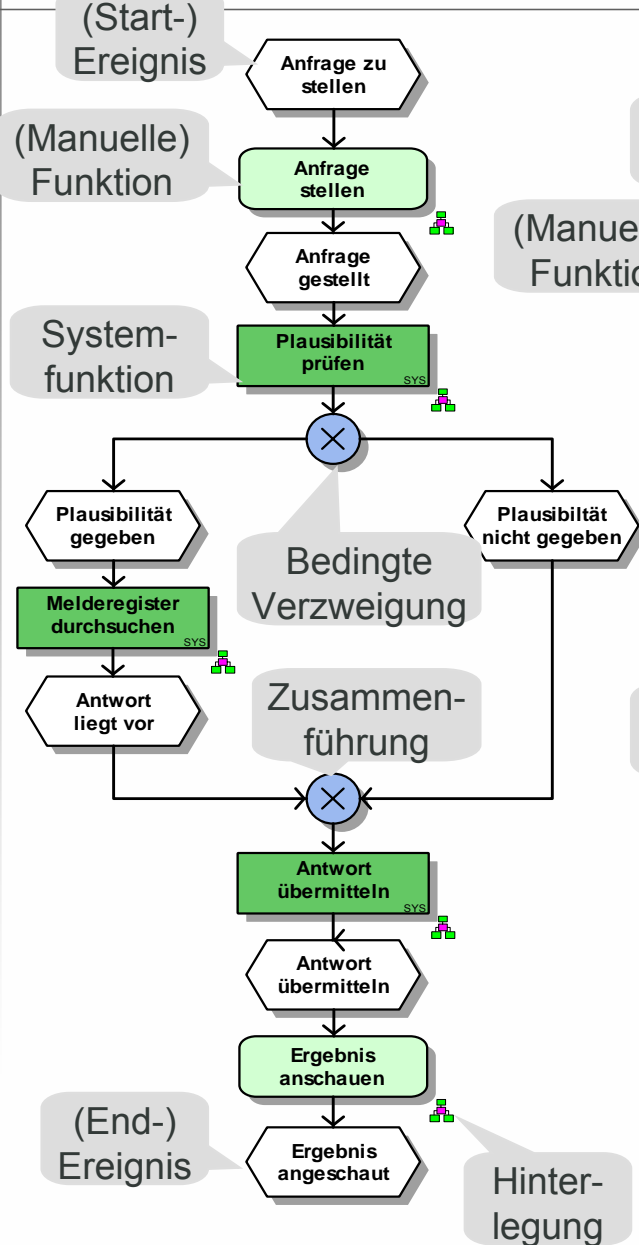 (Start-)
Ereignis
Anfrage zu
stellen
(Manuelle)
Funktion
Anfrage
stellen
(Manue
Funkti
Anfrage
gestellt
System-
funktion
Plausibilität
prüfen
SYS
Plausibilität
gegeben
Plausibiltät
nicht gegeben
Bedingte
Verzweigung
Melderegister
durchsuchen
SYS
Antwort
liegt vor
Zusammen-
führung
Antwort
übermitteln
SYS
Antwort
übermitteln
Ergebnis
anschauen
(End-)
Ereignis
Ergebnis
angeschaut
Hinter-
legung